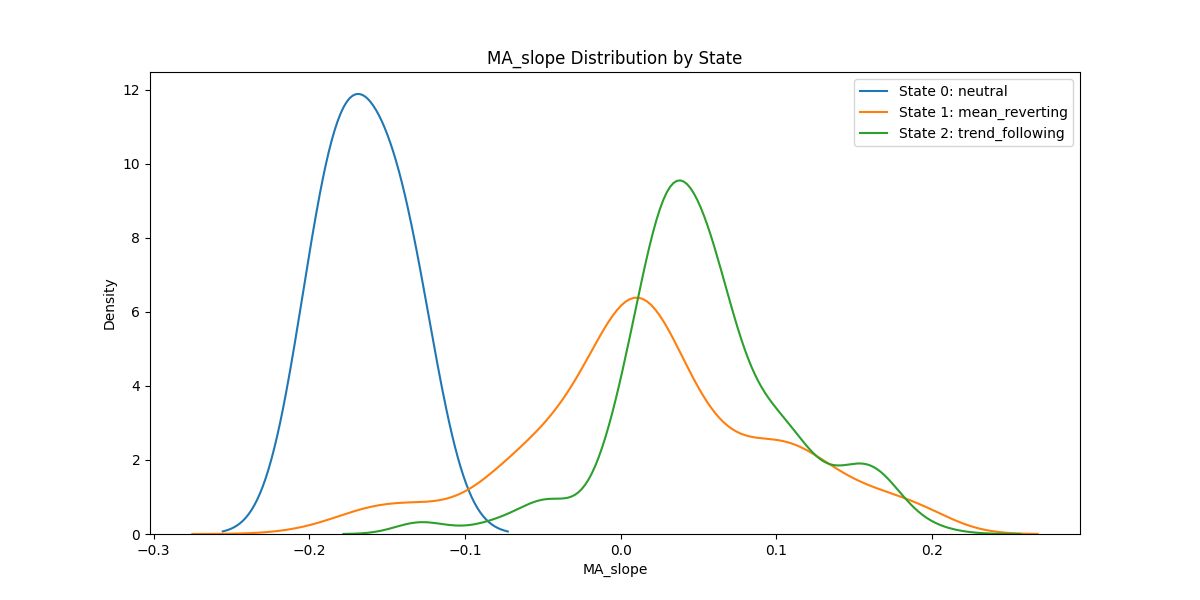 MA_slope Distribution by State
12
10
8
6
4
2
0
Density
State 0: neutral
State 1: mean_reverting
State 2: trend_following
−0.3
−0.2
−0.1
0.0
0.1
0.2
MA_slope